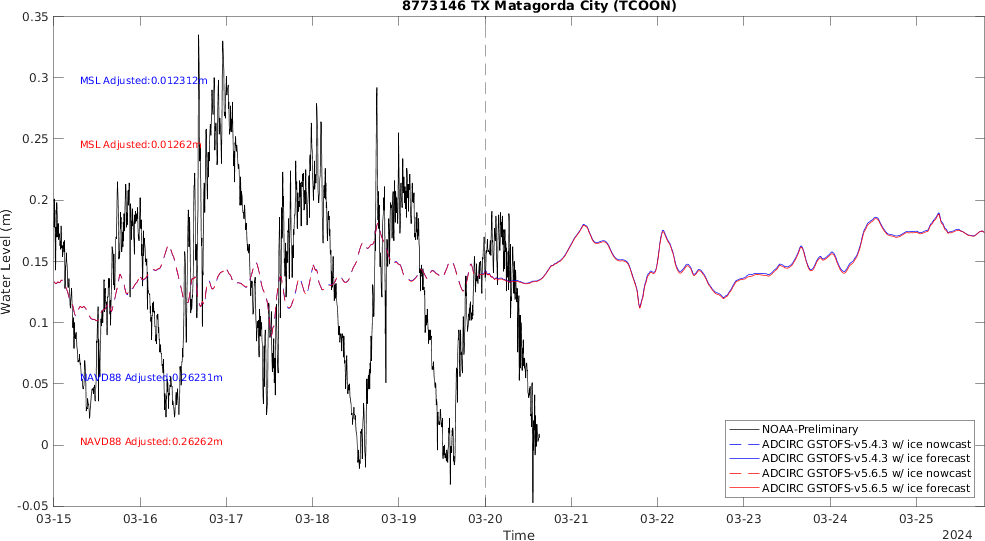 8773146 TX Matagorda City (TCOON)
Water Level (m)
0.35
0.3
0.25
0.2
0.15
0.1
0.05
0
-0.05
MSL Adjusted:0.012312m
MSL Adjusted:0.01262m
NAVD88 Adjusted:0.26231m
NAVD88 Adjusted:0.26262m
NOAA-Preliminary
ADCIRC GSTOFS-v5.4.3 w/ ice nowcast
ADCIRC GSTOFS-v5.4.3 w/ ice forecast
ADCIRC GSTOFS-v5.6.5 w/ ice nowcast
ADCIRC GSTOFS-v5.6.5 w/ ice forecast
03-15 03-16 03-17 03-18 03-19 03-20 03-21 03-22 03-23 03-24 03-25
Time
2024